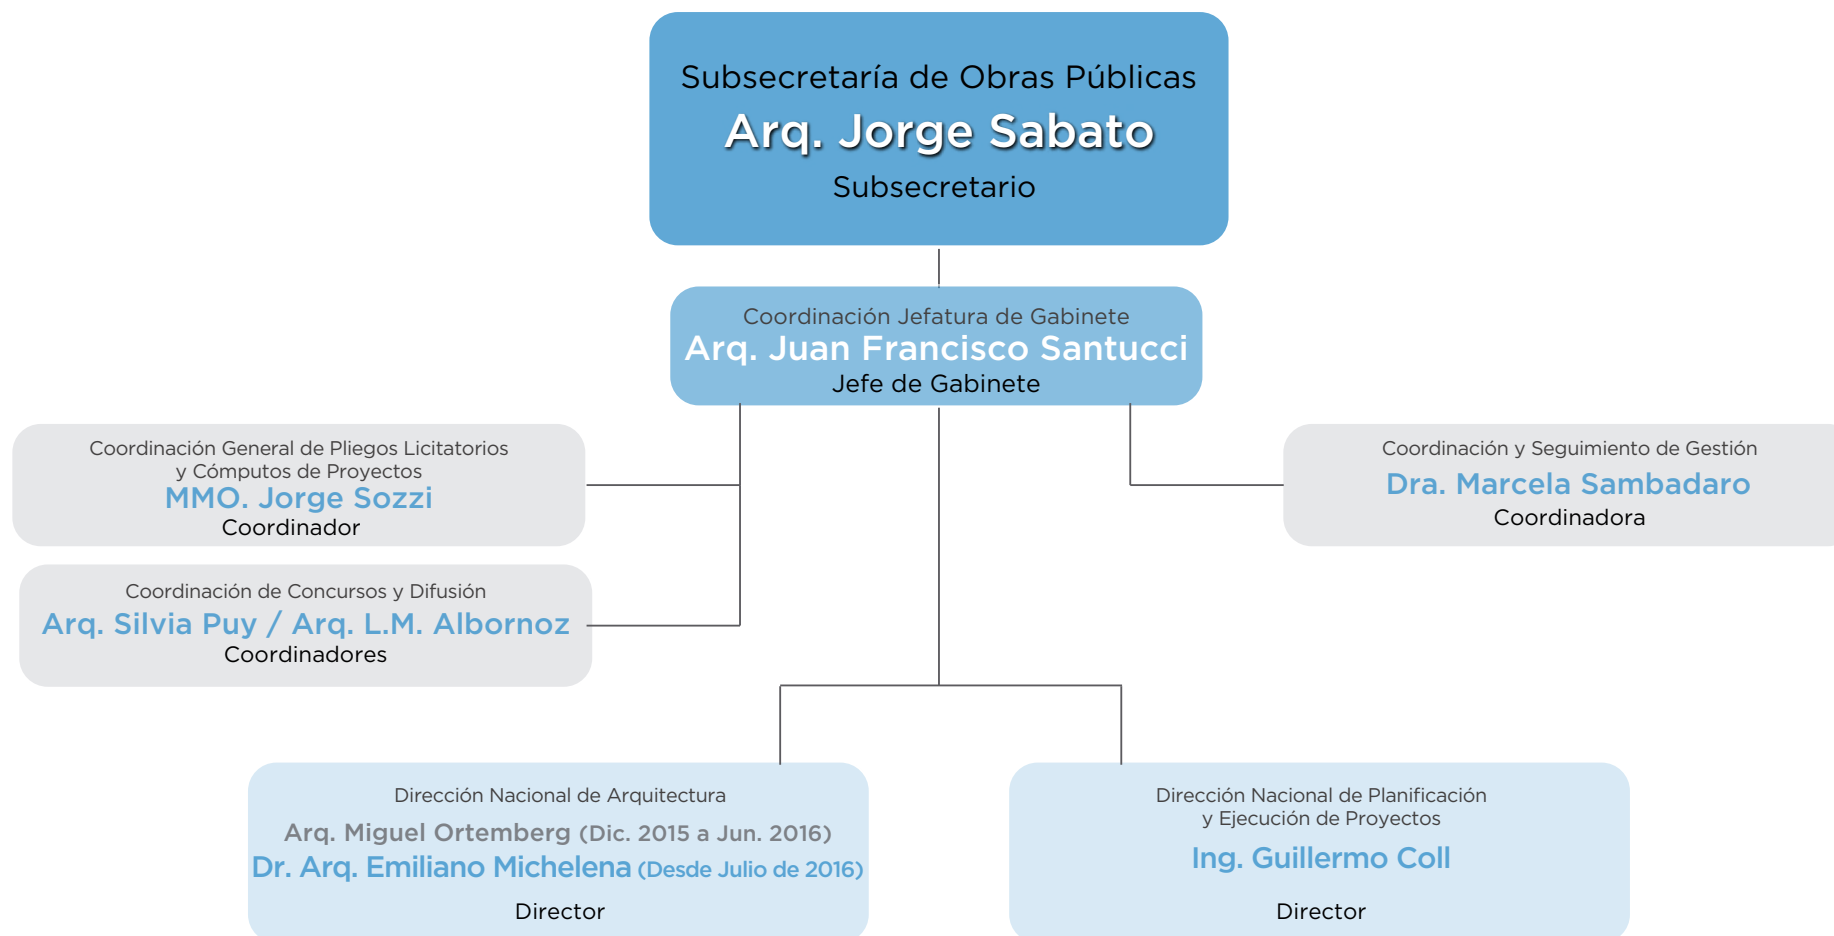 Subsecretaría de Obras Públicas
Arq. Jorge Sabato
Subsecretario
Coordinación Jefatura de Gabinete
Arq. Juan Francisco Santucci
Jefe de Gabinete
Coordinación General de Pliegos Licitatorios
y Cómputos de Proyectos
MMO. Jorge Sozzi
Coordinador
Coordinación y Seguimiento de Gestión
Dra. Marcela Sambadaro
Coordinadora
Coordinación de Concursos y Difusión
Arq. Silvia Puy / Arq. L.M. Albornoz
Coordinadores
Dirección Nacional de Arquitectura
Arq. Miguel Ortemberg (Dic. 2015 a Jun. 2016)
Dr. Arq. Emiliano Michelena (Desde Julio de 2016)
Director
Dirección Nacional de Planificación
y Ejecución de Proyectos
Ing. Guillermo Coll
Director